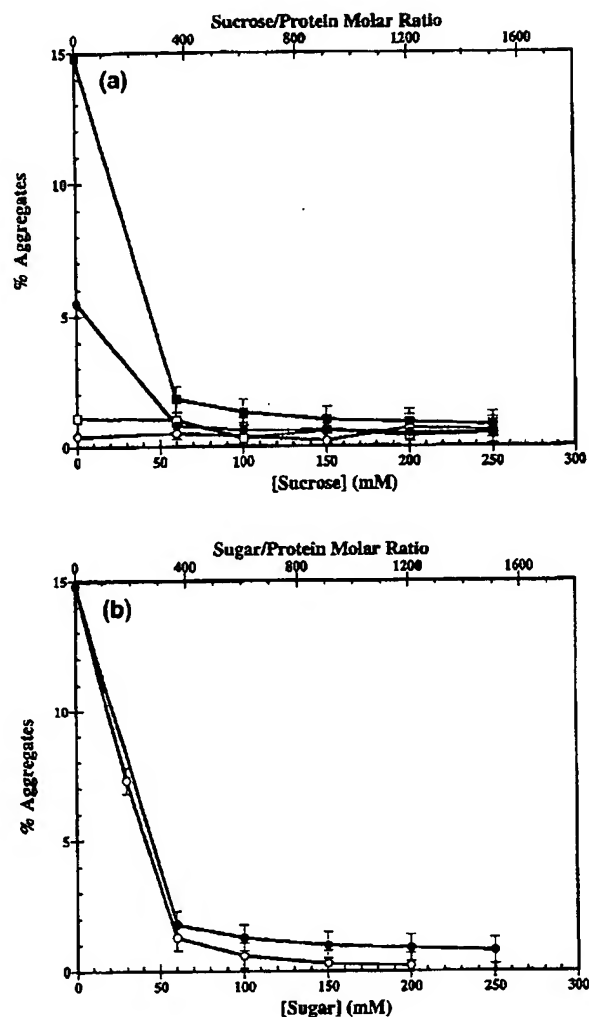 Sucrose/Protein Molar Ratio
0 400 800 1200 1600
(a)
15
10
5
0
% Aggregates
0 50 100 150 200 250 300
[Sucrose] (mM)
Sugar/Protein Molar Ratio
0 400 800 1200 1600
(b)
15
10
5
0
% Aggregates
0 50 100 150 200 250 300
[Sugar] (mM)